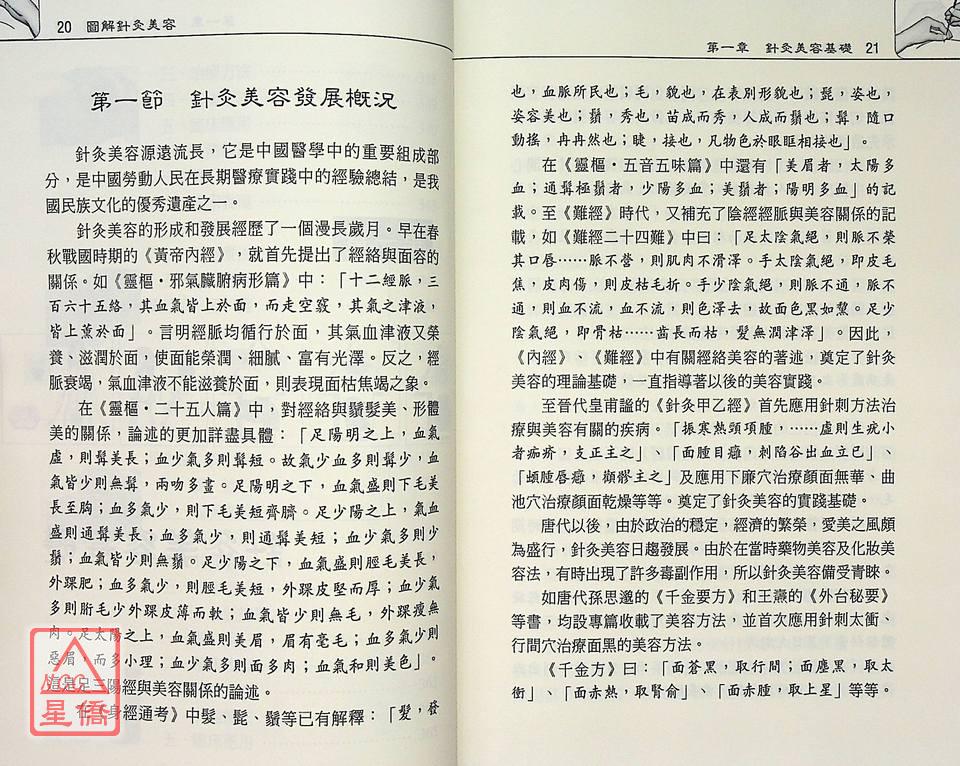 20 圖解針灸美容
第一節 針灸美容發展概況
針灸美容源遠流長，它是中國醫學中的重要組成部
分，是中國勞動人民在長期醫療實踐中的經驗總結，是我
國民族文化的優秀遺產之一。
針灸美容的形成和發展經歷了一個漫長歲月。早在春
秋戰國時期的《黃帝內經》，就首先提出了經絡與面容的
關係。如《靈樞·邪氣臟腑病形篇》中：「十二經脈，三
百六十五絡，其血氣皆上於面，而走空竅，其氣之津液，
皆上薰於面」。言明經脈均循行於面，其氣血津液又榮
養、滋潤於面，使面能榮潤、細膩、富有光澤。反之，經
脈衰竭，氣血津液不能滋養於面，則表現面枯焦竭之象。
在《靈樞·二十五人篇》中，對經絡與鬚髮美、形體
美的關係，論述的更加詳盡具體：「足陽明之上，血氣
虛，則髯美長；血少氣多則髯短。故氣少血多則髯少，血
氣皆少則無髯，兩吻多畫。足陽明之下，血氣盛則下毛美
長至胸；血多氣少，則下毛美短齊臍。足少陽之上，氣血
盛則通髯美長；血多氣少，則通髯美短；血少氣多則少
鬚；血氣皆少則無鬚。足少陽之下，血氣盛則脛毛美長，
外踝肥；血多氣少，則脛毛美短，外踝皮堅而厚；血少氣
多則胻毛少外踝皮薄而軟；血氣皆少則無毛，外踝瘦無
肉。足太陽之上，血氣盛則美眉，眉有毫毛；血多氣少則
惡眉，而多小理；血少氣多則面多肉；血氣和則美色」。
這是足三陽經與美容關係的論述。
在《身經通考》中髮、髭、鬚等已有解釋：「髮，發
ACC
星僑
第一章 針灸美容基礎 21
也，血脈所民也；毛，貌也，在表別形貌也；髭，姿也，
姿容美也；鬚，秀也，苗成而秀，人成而鬚也；髯，隨口
動搖，冉冉然也；睫，接也，凡物色於眼眶相接也」。
在《靈樞·五音五味篇》中還有「美眉者，太陽多
血；通髯極鬚者，少陽多血；美鬚者；陽明多血」的記
載。至《難經》時代，又補充了陰經經脈與美容關係的記
載，如《難經二十四難》中曰：「足太陰氣絕，則脈不榮
其口唇……脈不營，則肌肉不滑澤。手太陰氣絕，即皮毛
焦，皮肉傷，則皮枯毛折。手少陰氣絕，則脈不通，脈不
通，則血不流，血不流，則色澤去，故面色黑如黧。足少
陰氣絕，即骨枯……齒長而枯，髮無潤津澤」。因此，
《內經》、《難經》中有關經絡美容的著述，奠定了針灸
美容的理論基礎，一直指導著以後的美容實踐。
至晉代皇甫謐的《針灸甲乙經》首先應用針刺方法治
療與美容有關的疾病。「振寒熱頸項腫，……虛則生疣小
者痂疥，支正主之」、「面腫目癰，刺陷谷出血立已」、
「頗腫唇癰，顴髎主之」及應用下廉穴治療顏面無華、曲
池穴治療顏面乾燥等等。奠定了針灸美容的實踐基礎。
唐代以後，由於政治的穩定，經濟的繁榮，愛美之風頗
為盛行，針灸美容日趨發展。由於在當時藥物美容及化妝美
容法，有時出現了許多毒副作用，所以針灸美容備受青睞。
如唐代孫思邈的《千金要方》和王燾的《外台秘要》
等書，均設專篇收載了美容方法，並首次應用針刺太衝、
行間穴治療面黑的美容方法。
《千金方》曰：「面蒼黑，取行間；面塵黑，取太
衝」、「面赤熱，取腎俞」、「面赤腫，取上星」等等。